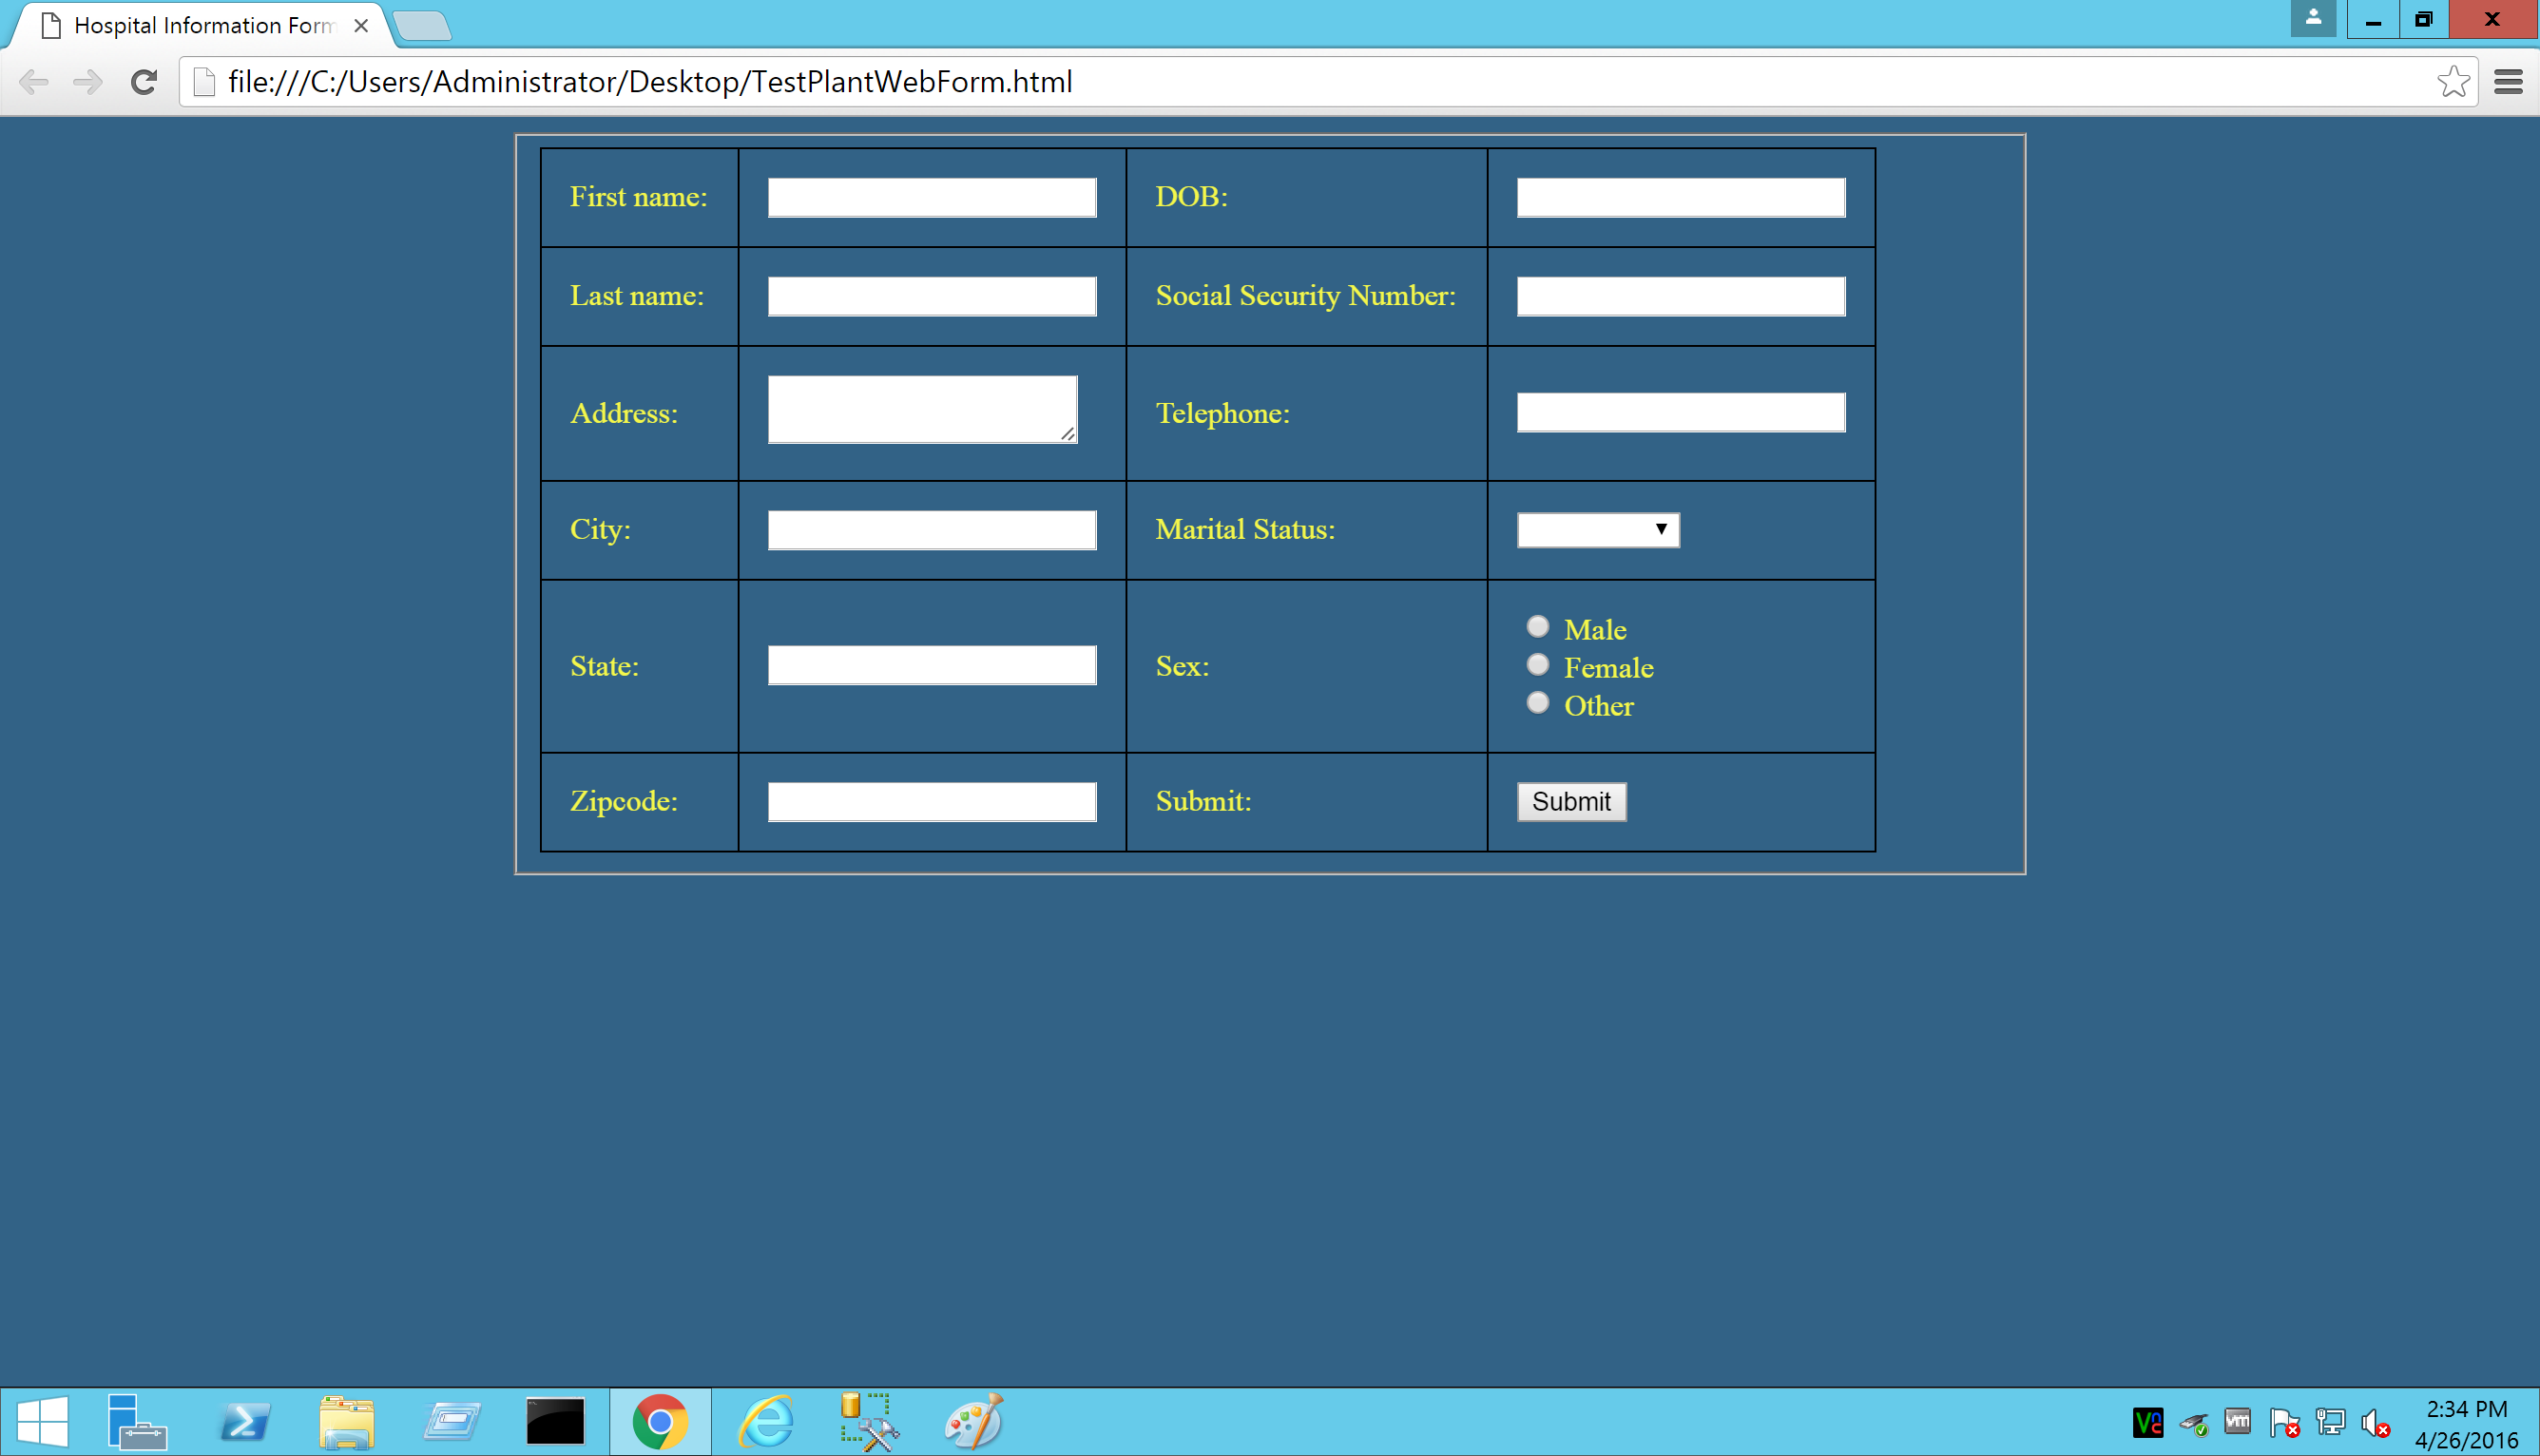 Hospital Information Form
file:///C:/Users/Administrator/Desktop/TestPlantWebForm.html
First name:
DOB:
Last name:
Social Security Number:
Address:
Telephone:
City:
Marital Status:
State:
Sex:
Male
Female
Other
Zipcode:
Submit:
Submit
2:34 PM
4/26/2016